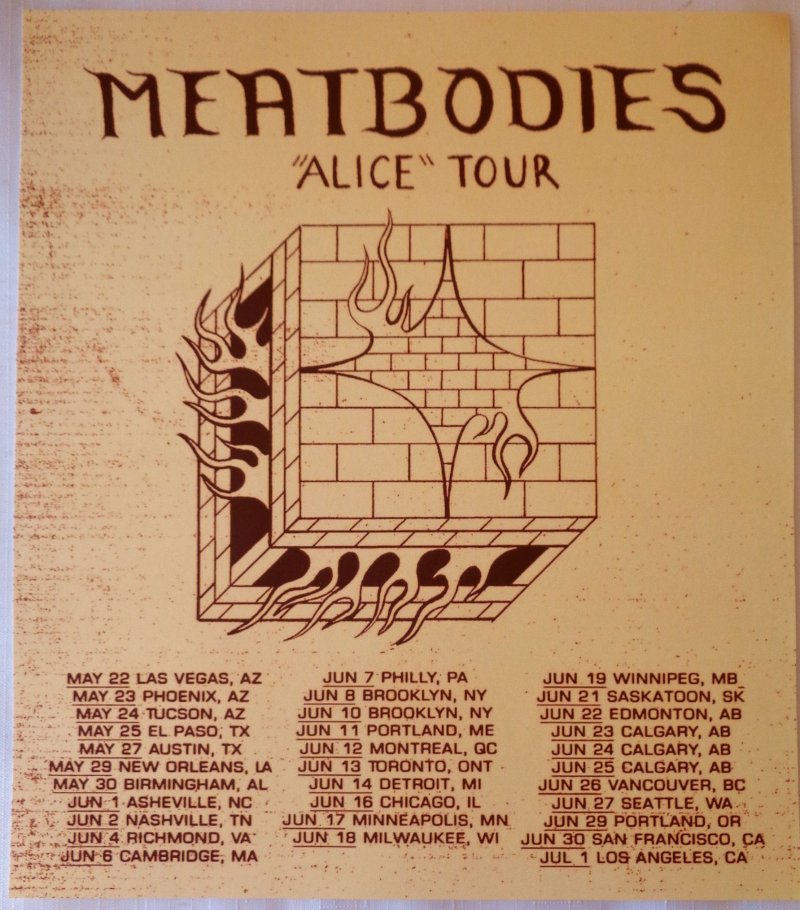 MEATBODIES
"ALICE" TOUR
MAY 22 LAS VEGAS, AZ
MAY 23 PHOENIX, AZ
MAY 24 TUCSON, AZ
MAY 25 EL PASO, TX
MAY 27 AUSTIN, TX
MAY 29 NEW ORLEANS, LA
MAY 30 BIRMINGHAM, AL
JUN 1 ASHEVILLE, NC
JUN 2 NASHVILLE, TN
JUN 4 RICHMOND, VA
JUN 6 CAMBRIDGE, MA
JUN 7 PHILLY, PA
JUN 8 BROOKLYN, NY
JUN 10 BROOKLYN, NY
JUN 11 PORTLAND, ME
JUN 12 MONTREAL, QC
JUN 13 TORONTO, ONT
JUN 14 DETROIT, MI
JUN 16 CHICAGO, IL
JUN 17 MINNEAPOLIS, MN
JUN 18 MILWAUKEE, WI
JUN 19 WINNIPEG, MB
JUN 21 SASKATOON, SK
JUN 22 EDMONTON, AB
JUN 23 CALGARY, AB
JUN 24 CALGARY, AB
JUN 25 CALGARY, AB
JUN 26 VANCOUVER, BC
JUN 27 SEATTLE, WA
JUN 29 PORTLAND, OR
JUN 30 SAN FRANCISCO, CA
JUL 1 LOS ANGELES, CA